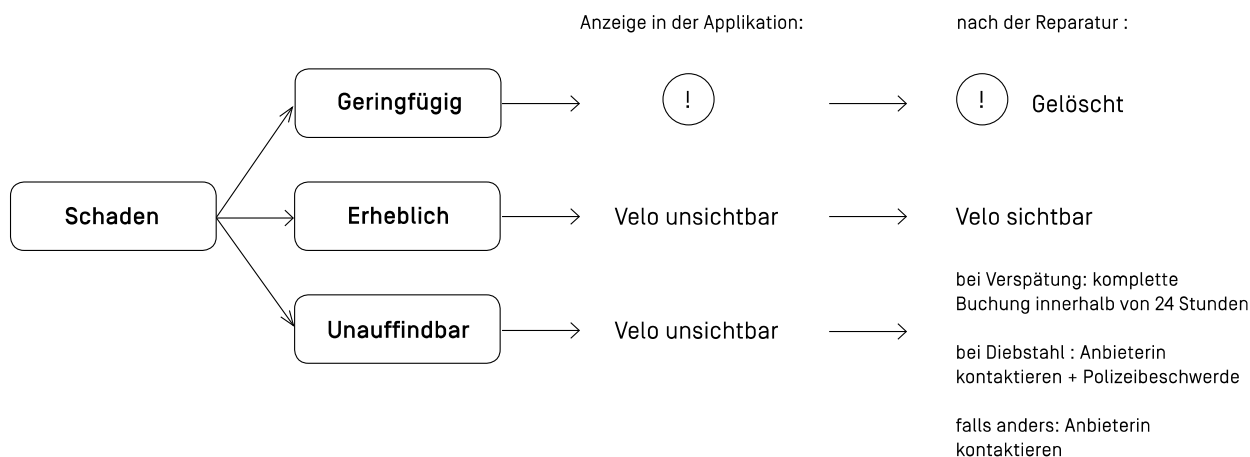 Anzeige in der Applikation:
nach der Reparatur :
Geringfügig
!
!
Gelöscht
Schaden
Erheblich
Velo unsichtbar
Velo sichtbar
Unauffindbar
Velo unsichtbar
bei Verspätung: komplette
Buchung innerhalb von 24 Stunden
bei Diebstahl : Anbieterin
kontaktieren + Polizeibeschwerde
falls anders: Anbieterin
kontaktieren